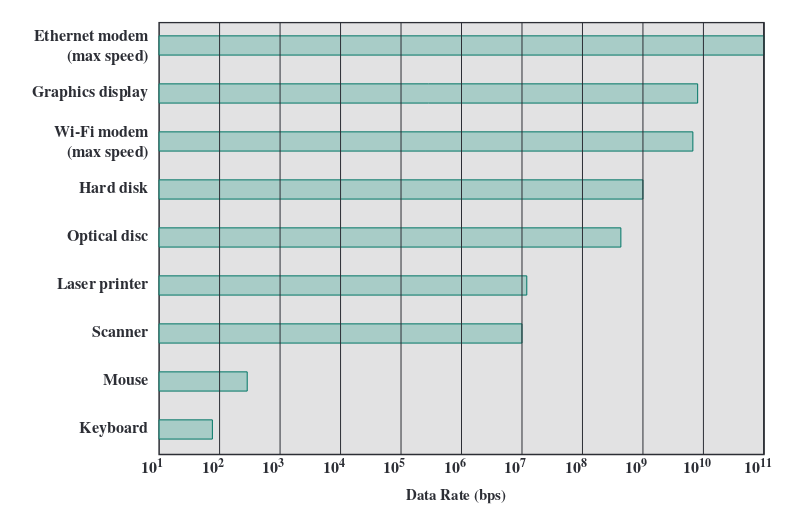 Ethernet modem
(max speed)
Graphics display
Wi-Fi modem
(max speed)
Hard disk
Optical disc
Laser printer
Scanner
Mouse
Keyboard
10¹ 10² 10³ 10⁴ 10⁵ 10⁶ 10⁷ 10⁸ 10⁹ 10¹⁰ 10¹¹
Data Rate (bps)